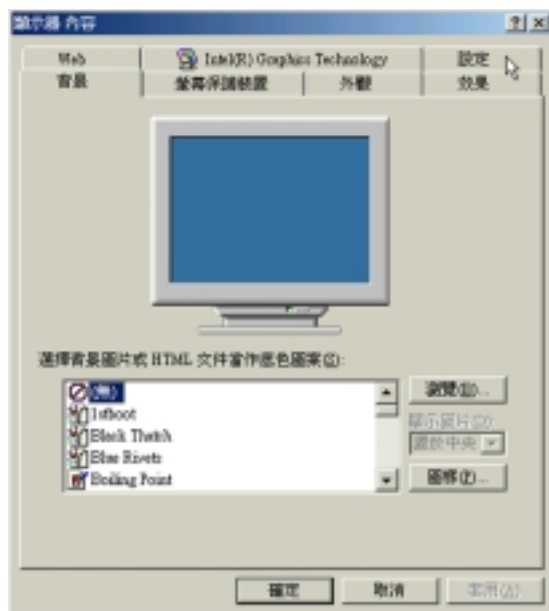 顯示器 內容
Web Intel(R) Graphics Technology 設定
背景 螢幕保護裝置 外觀 效果
選擇背景圖片或 HTML 文件當作底色圖案(S):
(無)
1stboot
Black Thatch
Blue Rivets
Boiling Point
瀏覽(B)...
顯示圖片(D):
置於中央
圖樣(P)...
確定 取消 套用(A)